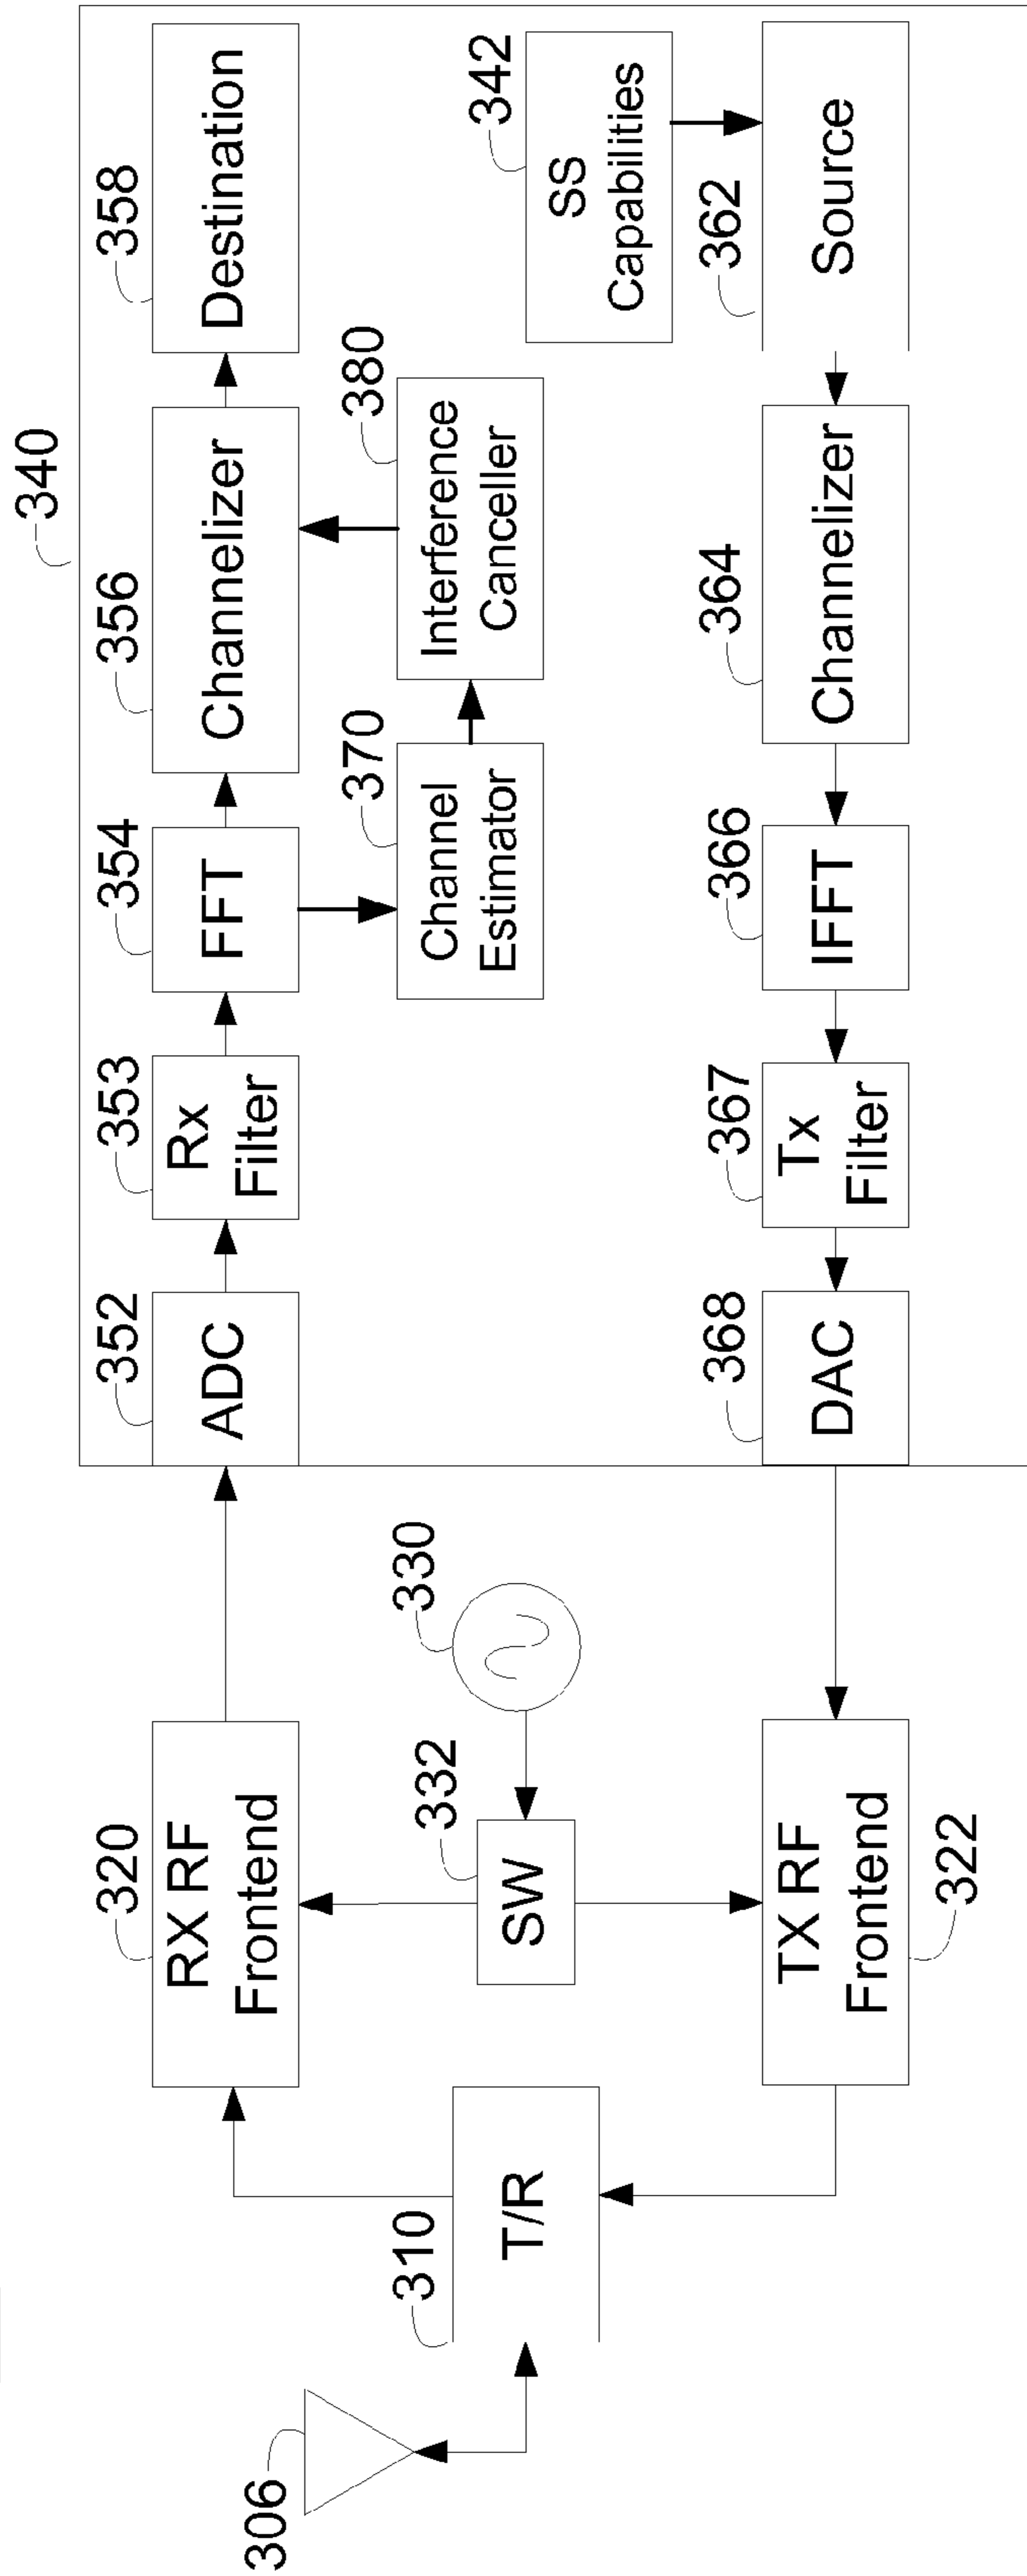 340
352
ADC
353
Rx
Filter
354
FFT
356
Channelizer
358
Destination
320
RX RF
Frontend
370
Channel
Estimator
380
Interference
Canceller
342
SS
Capabilities
306
310
T/R
332
SW
330
322
TX RF
Frontend
368
DAC
367
Tx
Filter
366
IFFT
364
Channelizer
362
Source